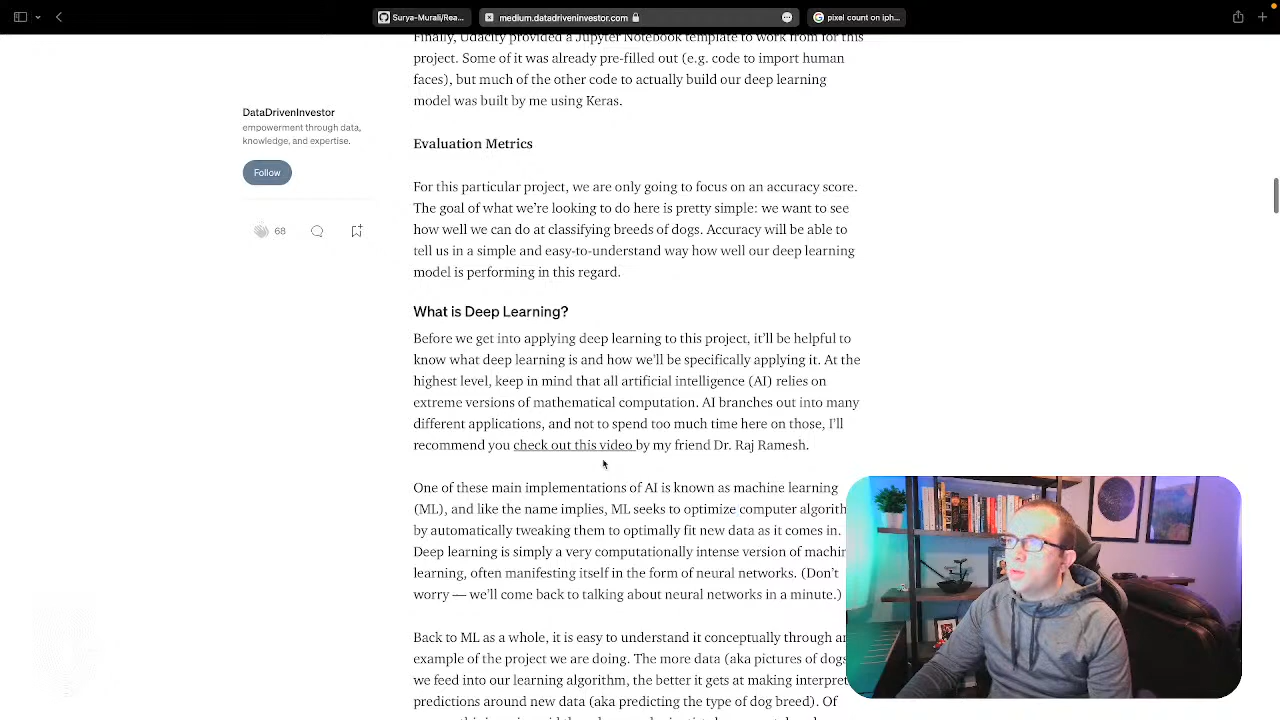 Surya-Murali/Rea...
medium.datadriveninvestor.com
pixel count on iph...
Finally, Udacity provided a Jupyter Notebook template to work from for this
project. Some of it was already pre-filled out (e.g. code to import human
faces), but much of the other code to actually build our deep learning
model was built by me using Keras.
DataDrivenInvestor
empowerment through data,
knowledge, and expertise.
Follow
68
Evaluation Metrics
For this particular project, we are only going to focus on an accuracy score.
The goal of what we're looking to do here is pretty simple: we want to see
how well we can do at classifying breeds of dogs. Accuracy will be able to
tell us in a simple and easy-to-understand way how well our deep learning
model is performing in this regard.
What is Deep Learning?
Before we get into applying deep learning to this project, it'll be helpful to
know what deep learning is and how we'll be specifically applying it. At the
highest level, keep in mind that all artificial intelligence (AI) relies on
extreme versions of mathematical computation. AI branches out into many
different applications, and not to spend too much time here on those, I'll
recommend you check out this video by my friend Dr. Raj Ramesh.
One of these main implementations of AI is known as machine learning
(ML), and like the name implies, ML seeks to optimize computer algorith
by automatically tweaking them to optimally fit new data as it comes in.
Deep learning is simply a very computationally intense version of machin
learning, often manifesting itself in the form of neural networks. (Don't
worry — we'll come back to talking about neural networks in a minute.)
Back to ML as a whole, it is easy to understand it conceptually through an
example of the project we are doing. The more data (aka pictures of dogs
we feed into our learning algorithm, the better it gets at making interpret
predictions around new data (aka predicting the type of dog breed). Of